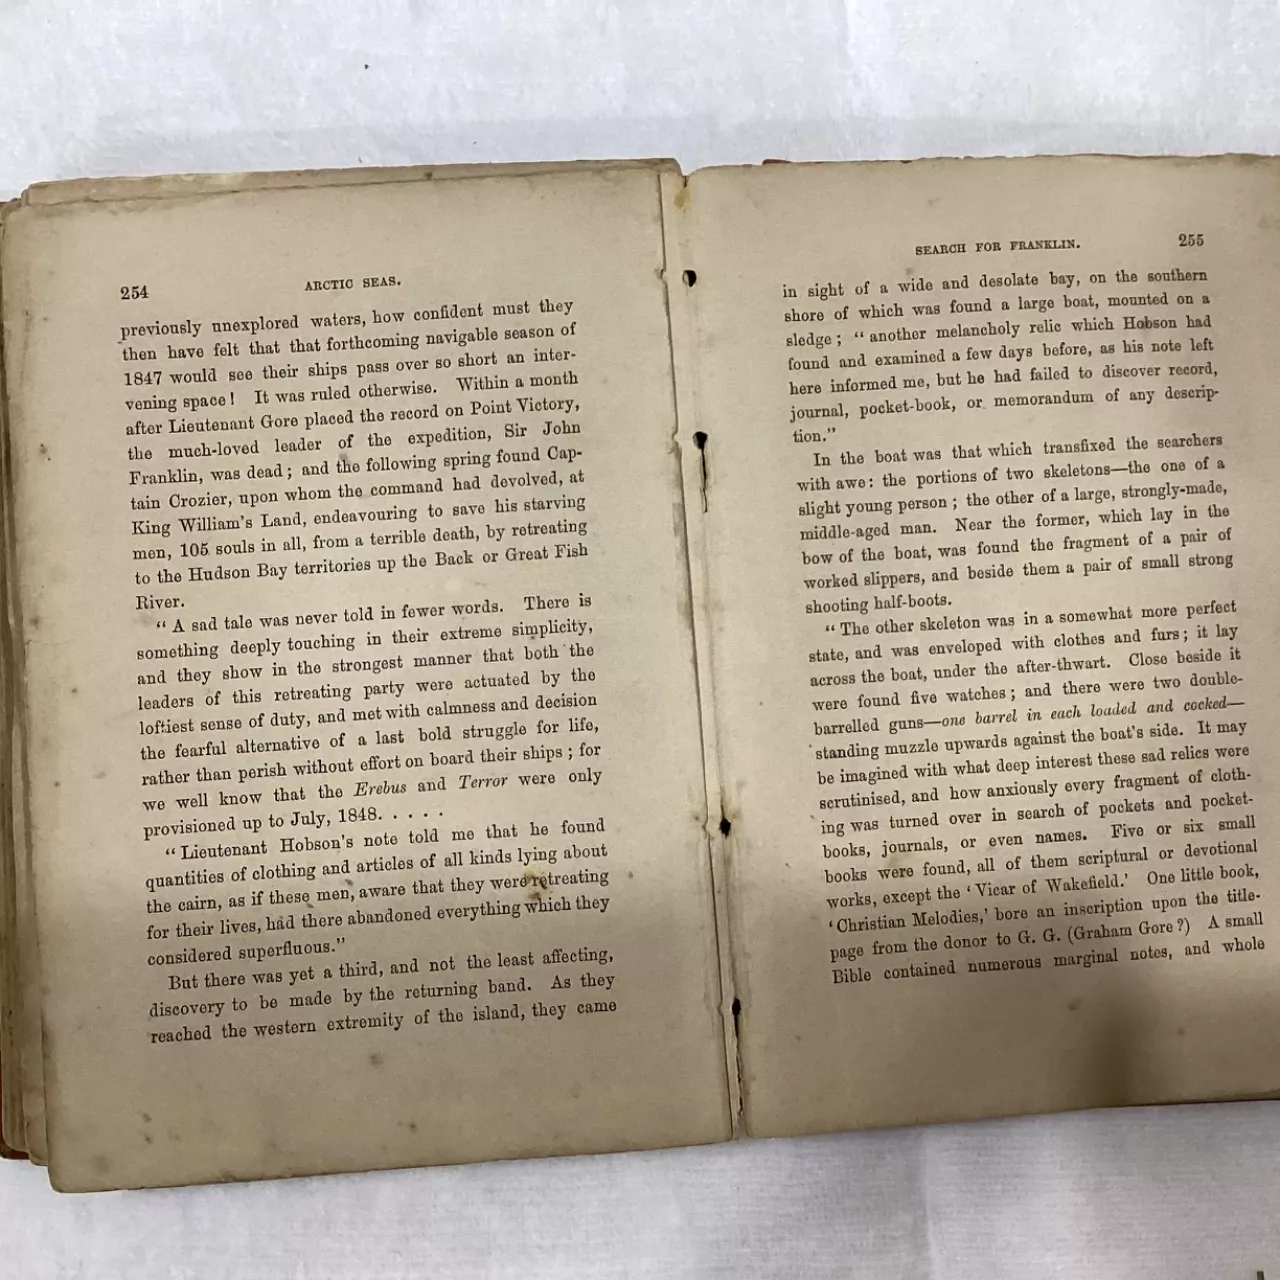 254
ARCTIC SEAS.
previously unexplored waters, how confident must they
then have felt that that forthcoming navigable season of
1847 would see their ships pass over so short an inter-
vening space! It was ruled otherwise. Within a month
after Lieutenant Gore placed the record on Point Victory,
the much-loved leader of the expedition, Sir John
Franklin, was dead; and the following spring found Cap-
tain Crozier, upon whom the command had devolved, at
King William's Land, endeavouring to save his starving
men, 105 souls in all, from a terrible death, by retreating
to the Hudson Bay territories up the Back or Great Fish
River.
“A sad tale was never told in fewer words. There is
something deeply touching in their extreme simplicity,
and they show in the strongest manner that both the
leaders of this retreating party were actuated by the
loftiest sense of duty, and met with calmness and decision
the fearful alternative of a last bold struggle for life,
rather than perish without effort on board their ships; for
we well know that the Erebus and Terror were only
provisioned up to July, 1848. . . . .
“Lieutenant Hobson's note told me that he found
quantities of clothing and articles of all kinds lying about
the cairn, as if these men, aware that they were retreating
for their lives, had there abandoned everything which they
considered superfluous.”
But there was yet a third, and not the least affecting,
discovery to be made by the returning band. As they
reached the western extremity of the island, they came
SEARCH FOR FRANKLIN.
255
in sight of a wide and desolate bay, on the southern
shore of which was found a large boat, mounted on a
sledge; “another melancholy relic which Hobson had
found and examined a few days before, as his note left
here informed me, but he had failed to discover record,
journal, pocket-book, or memorandum of any descrip-
tion.”
In the boat was that which transfixed the searchers
with awe: the portions of two skeletons—the one of a
slight young person; the other of a large, strongly-made,
middle-aged man. Near the former, which lay in the
bow of the boat, was found the fragment of a pair of
worked slippers, and beside them a pair of small strong
shooting half-boots.
“The other skeleton was in a somewhat more perfect
state, and was enveloped with clothes and furs; it lay
across the boat, under the after-thwart. Close beside it
were found five watches; and there were two double-
barrelled guns—one barrel in each loaded and cocked—
standing muzzle upwards against the boat's side. It may
be imagined with what deep interest these sad relics were
scrutinised, and how anxiously every fragment of cloth-
ing was turned over in search of pockets and pocket-
books, journals, or even names. Five or six small
books were found, all of them scriptural or devotional
works, except the ‘Vicar of Wakefield.’ One little book,
‘Christian Melodies,’ bore an inscription upon the title-
page from the donor to G. G. (Graham Gore?) A small
Bible contained numerous marginal notes, and whole